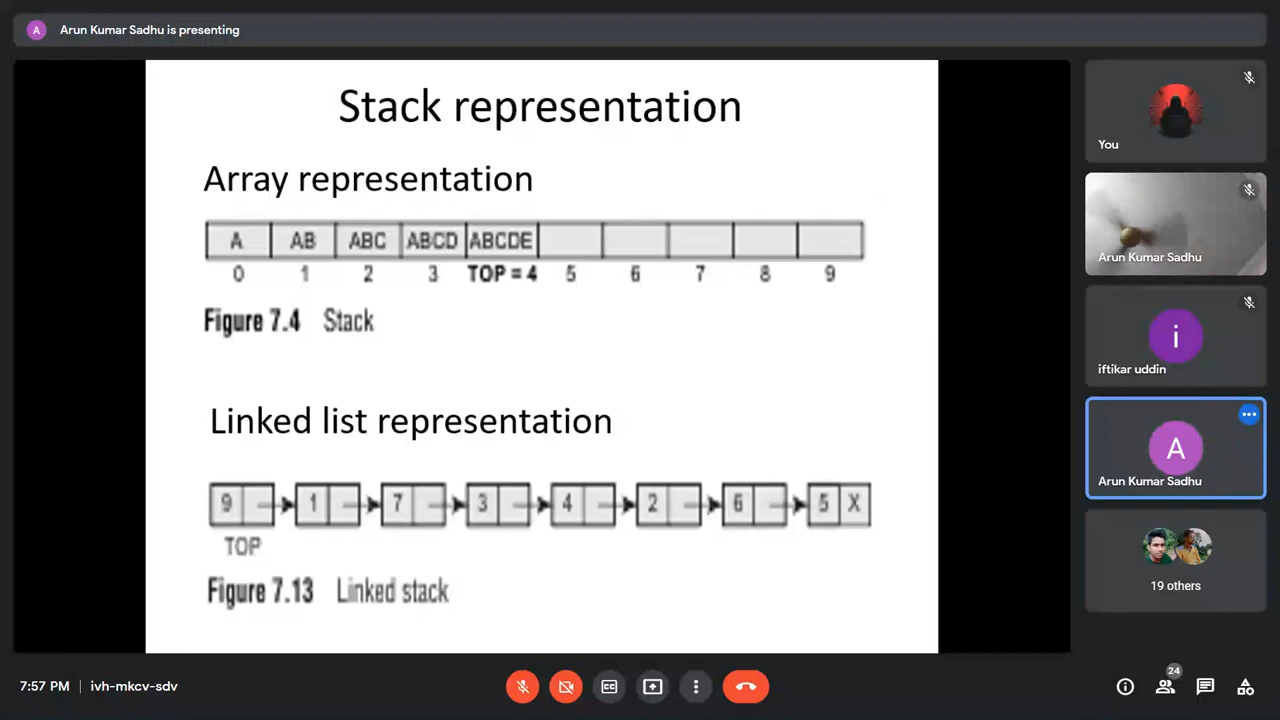 A
Arun Kumar Sadhu is presenting
Stack representation
Array representation
A AB ABC ABCD ABCDE
0 1 2 3 TOP = 4 5 6 7 8 9
Figure 7.4 Stack
Linked list representation
9 1 7 3 4 2 6 5 X
TOP
Figure 7.13 Linked stack
You
Arun Kumar Sadhu
i
iftikar uddin
A
Arun Kumar Sadhu
19 others
7:57 PM | ivh-mkcv-sdv
CC
24